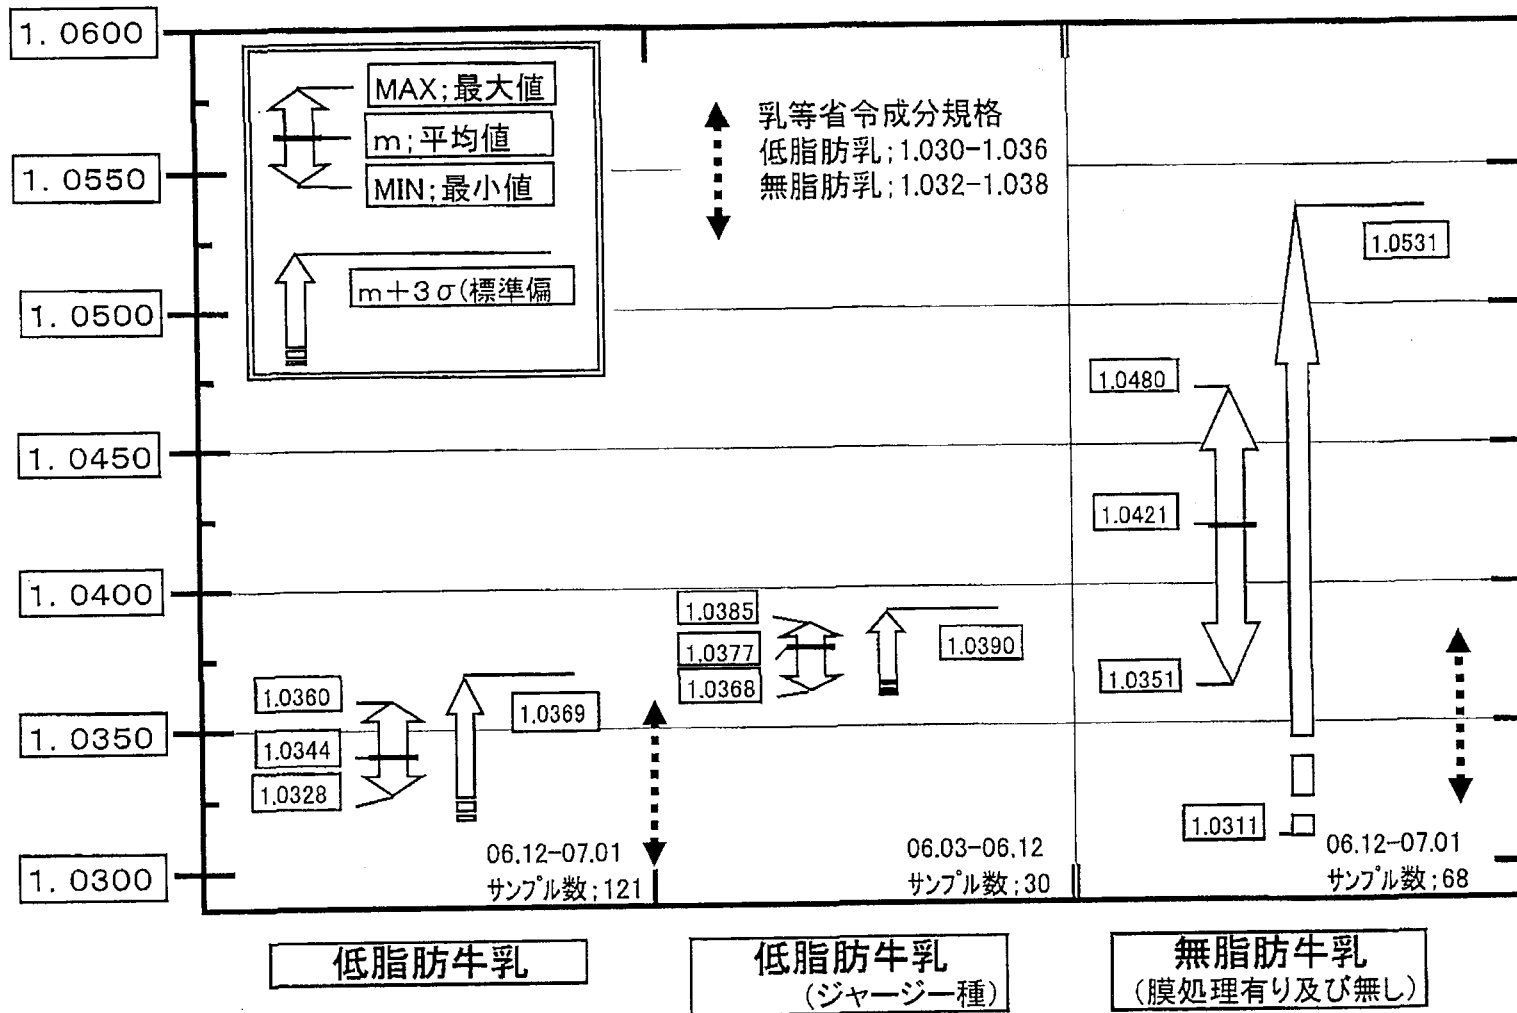 1.0600
1.0550
1.0500
1.0450
1.0400
1.0350
1.0300
MAX;最大値
m;平均値
MIN;最小値
m+3σ(標準偏
乳等省令成分規格
低脂肪乳;1.030-1.036
無脂肪乳;1.032-1.038
1.0360
1.0344
1.0328
1.0369
06.12-07.01
サンプル数;121
1.0385
1.0377
1.0368
1.0390
06.03-06.12
サンプル数;30
1.0531
1.0480
1.0421
1.0351
1.0311
06.12-07.01
サンプル数;68
低脂肪牛乳
低脂肪牛乳
(ジャージー種)
無脂肪牛乳
(膜処理有り及び無し)